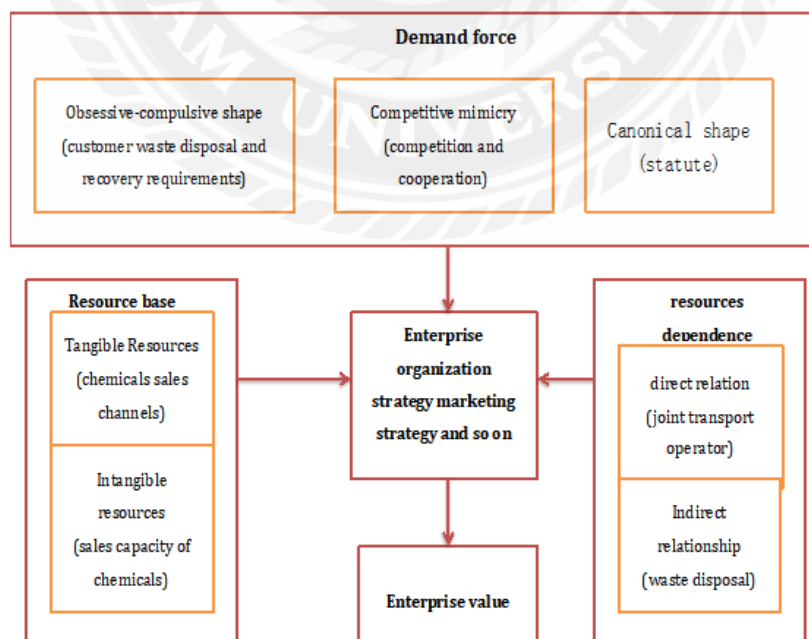 AM UNIVERSITY
Demand force
Obsessive-compulsive shape
(customer waste disposal and
recovery requirements)
Competitive mimicry
(competition and
cooperation)
Canonical shape
(statute)
Resource base
Tangible Resources
(chemicals sales
channels)
Intangible
resources
(sales capacity of
chemicals)
Enterprise
organization
strategy marketing
strategy and so on
Enterprise value
resources
dependence
direct relation
(joint transport
operator)
Indirect
relationship
(waste disposal)